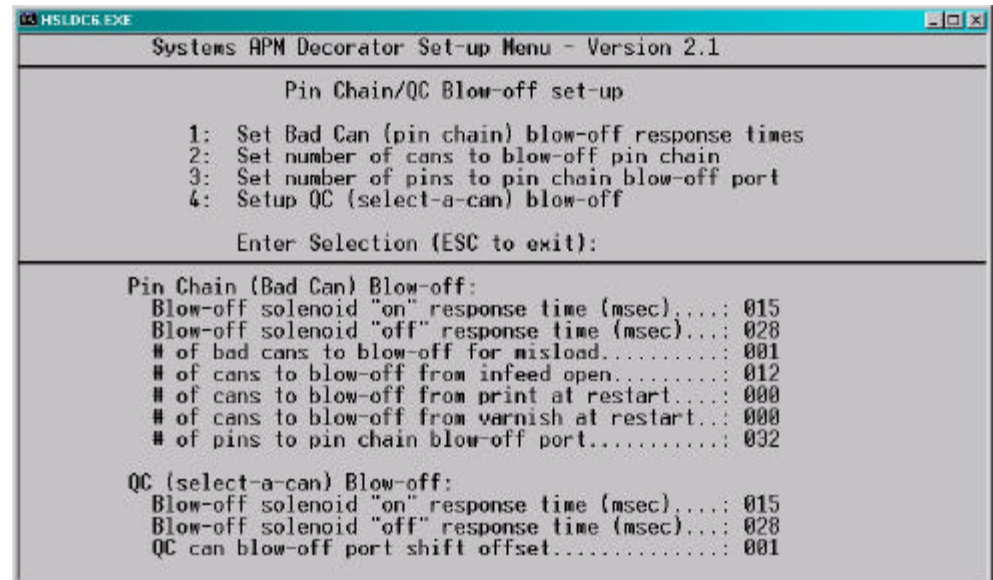 HSLDC6.EXE
Systems APM Decorator Set-up Menu - Version 2.1
Pin Chain/QC Blow-off set-up
1: Set Bad Can (pin chain) blow-off response times
2: Set number of cans to blow-off pin chain
3: Set number of pins to pin chain blow-off port
4: Setup QC (select-a-can) blow-off
Enter Selection (ESC to exit):
Pin Chain (Bad Can) Blow-off:
Blow-off solenoid "on" response time (msec)....: 015
Blow-off solenoid "off" response time (msec)...: 028
# of bad cans to blow-off for misload..........: 001
# of cans to blow-off from infeed open.........: 012
# of cans to blow-off from print at restart....: 000
# of cans to blow-off from varnish at restart..: 000
# of pins to pin chain blow-off port...........: 032
QC (select-a-can) Blow-off:
Blow-off solenoid "on" response time (msec)....: 015
Blow-off solenoid "off" response time (msec)...: 028
QC can blow-off port shift offset..............: 001